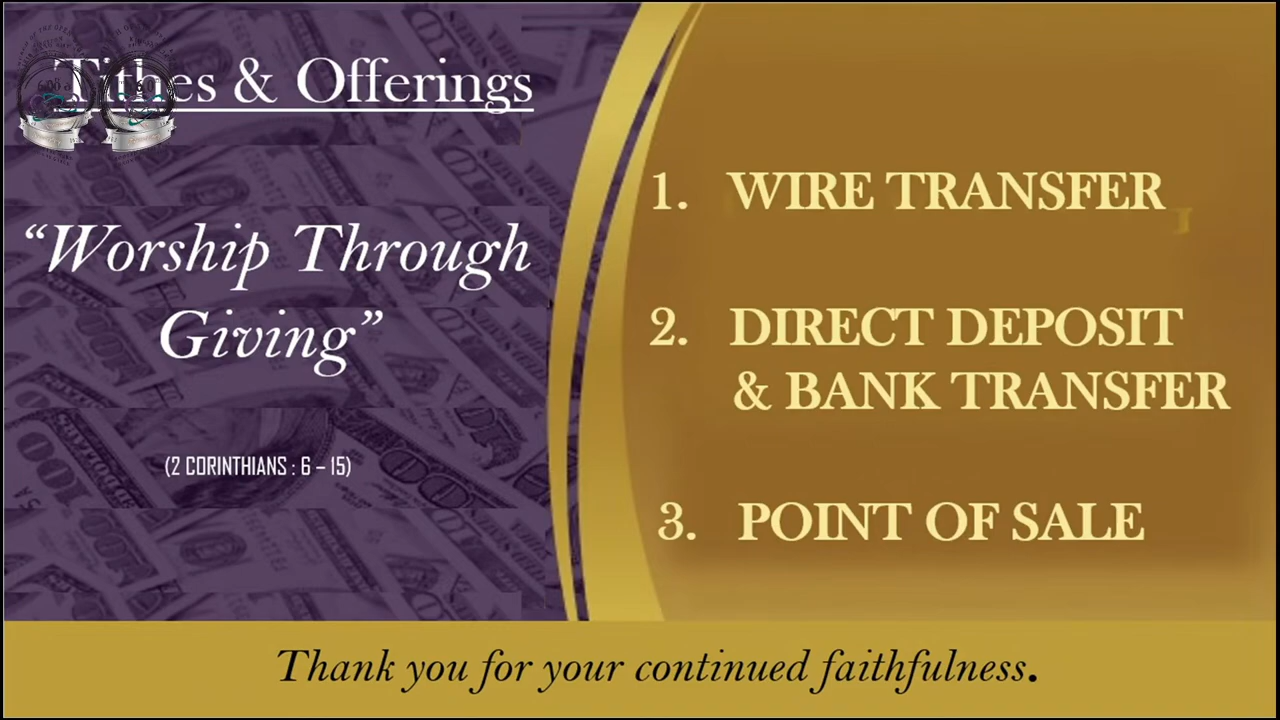 Tithes & Offerings
“Worship Through
Giving”
(2 CORINTHIANS : 6 – 15)
1. WIRE TRANSFER
2. DIRECT DEPOSIT
& BANK TRANSFER
3. POINT OF SALE
Thank you for your continued faithfulness.